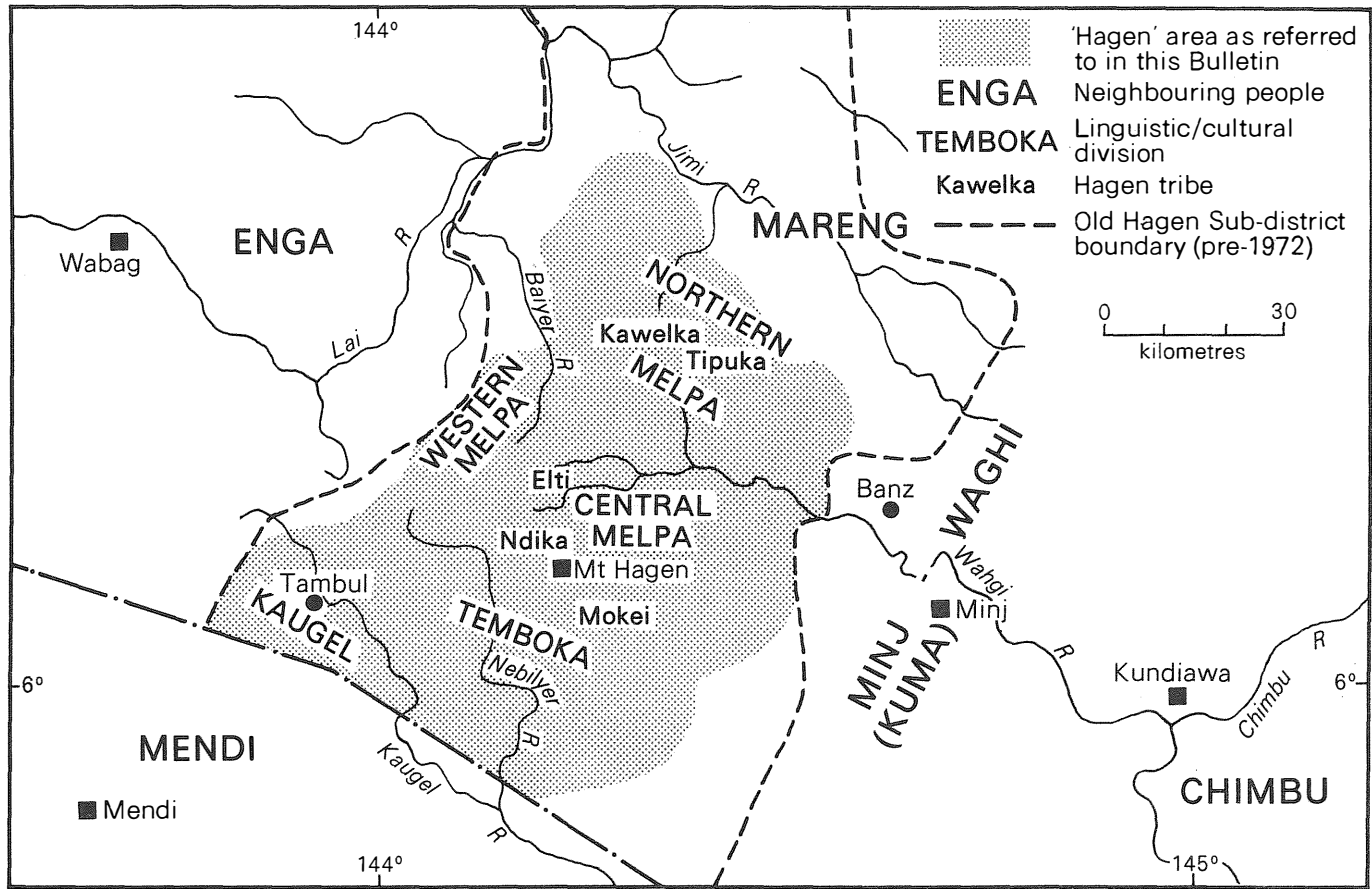 144°
'Hagen' area as referred
to in this Bulletin
ENGA
Neighbouring people
TEMBOKA
Linguistic/cultural
division
Kawelka
Hagen tribe
Old Hagen Sub-district
boundary (pre-1972)
0 30
kilometres
Jimi R
MARENG
ENGA
Wabag
Lai R
Baiyer R
NORTHERN
MELPA
Kawelka
Tipuka
WESTERN
MELPA
Elti
CENTRAL
MELPA
Ndika
Mt Hagen
Mokei
Banz
WAGHI
Wahgi R
Minj
MINJ
(KUMA)
Tambul
KAUGEL
TEMBOKA
Nebilyer R
6°
6°
Kundiawa
Chimbu R
MENDI
Mendi
Kaugel R
CHIMBU
144°
145°